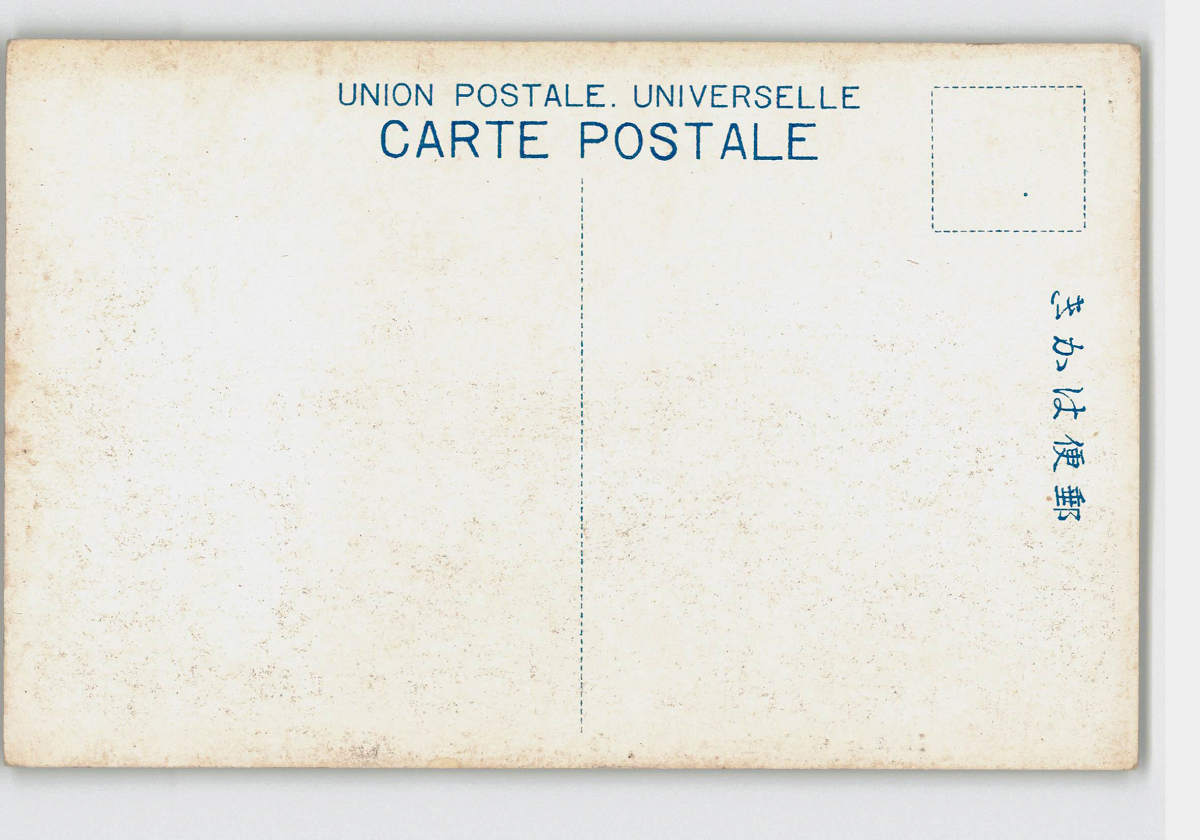 UNION POSTALE. UNIVERSELLE
CARTE POSTALE
郵便はかき